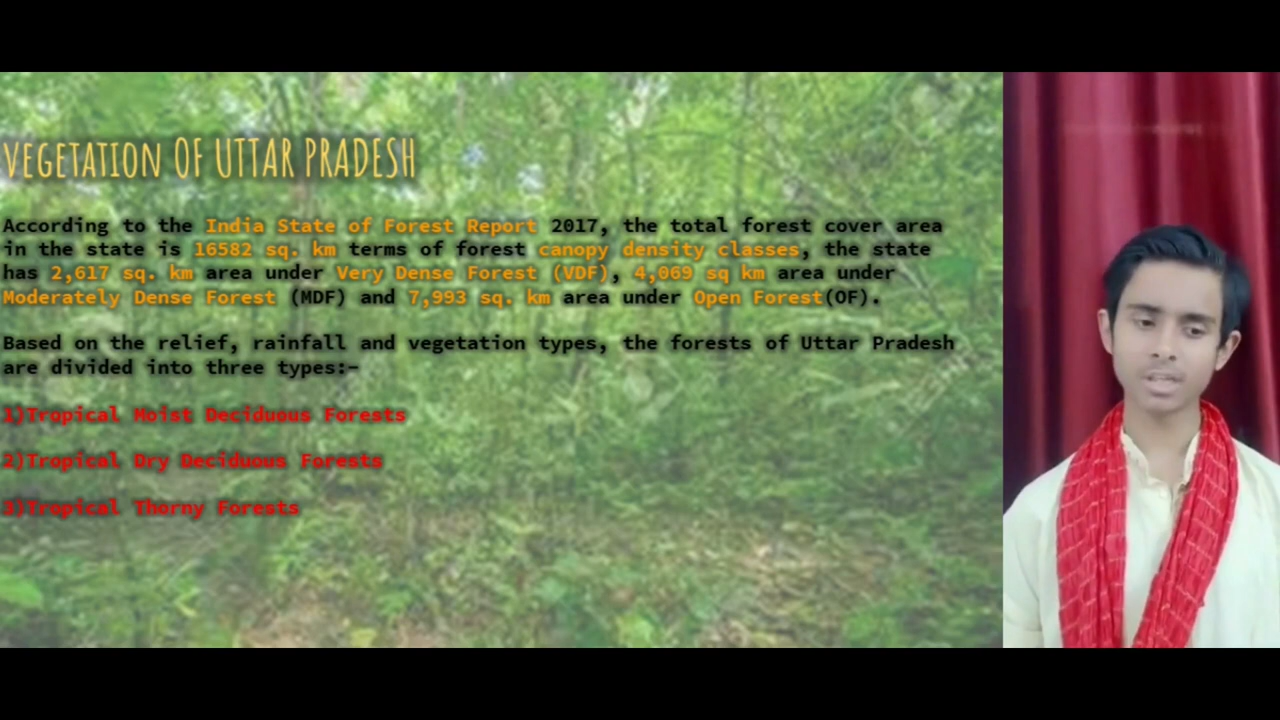 VEGETATION OF UTTAR PRADESH
According to the India State of Forest Report 2017, the total forest cover area
in the state is 16582 sq. km terms of forest canopy density classes, the state
has 2,617 sq. km area under Very Dense Forest (VDF), 4,069 sq km area under
Moderately Dense Forest (MDF) and 7,993 sq. km area under Open Forest(OF).
Based on the relief, rainfall and vegetation types, the forests of Uttar Pradesh
are divided into three types:-
1)Tropical Moist Deciduous Forests
2)Tropical Dry Deciduous Forests
3)Tropical Thorny Forests